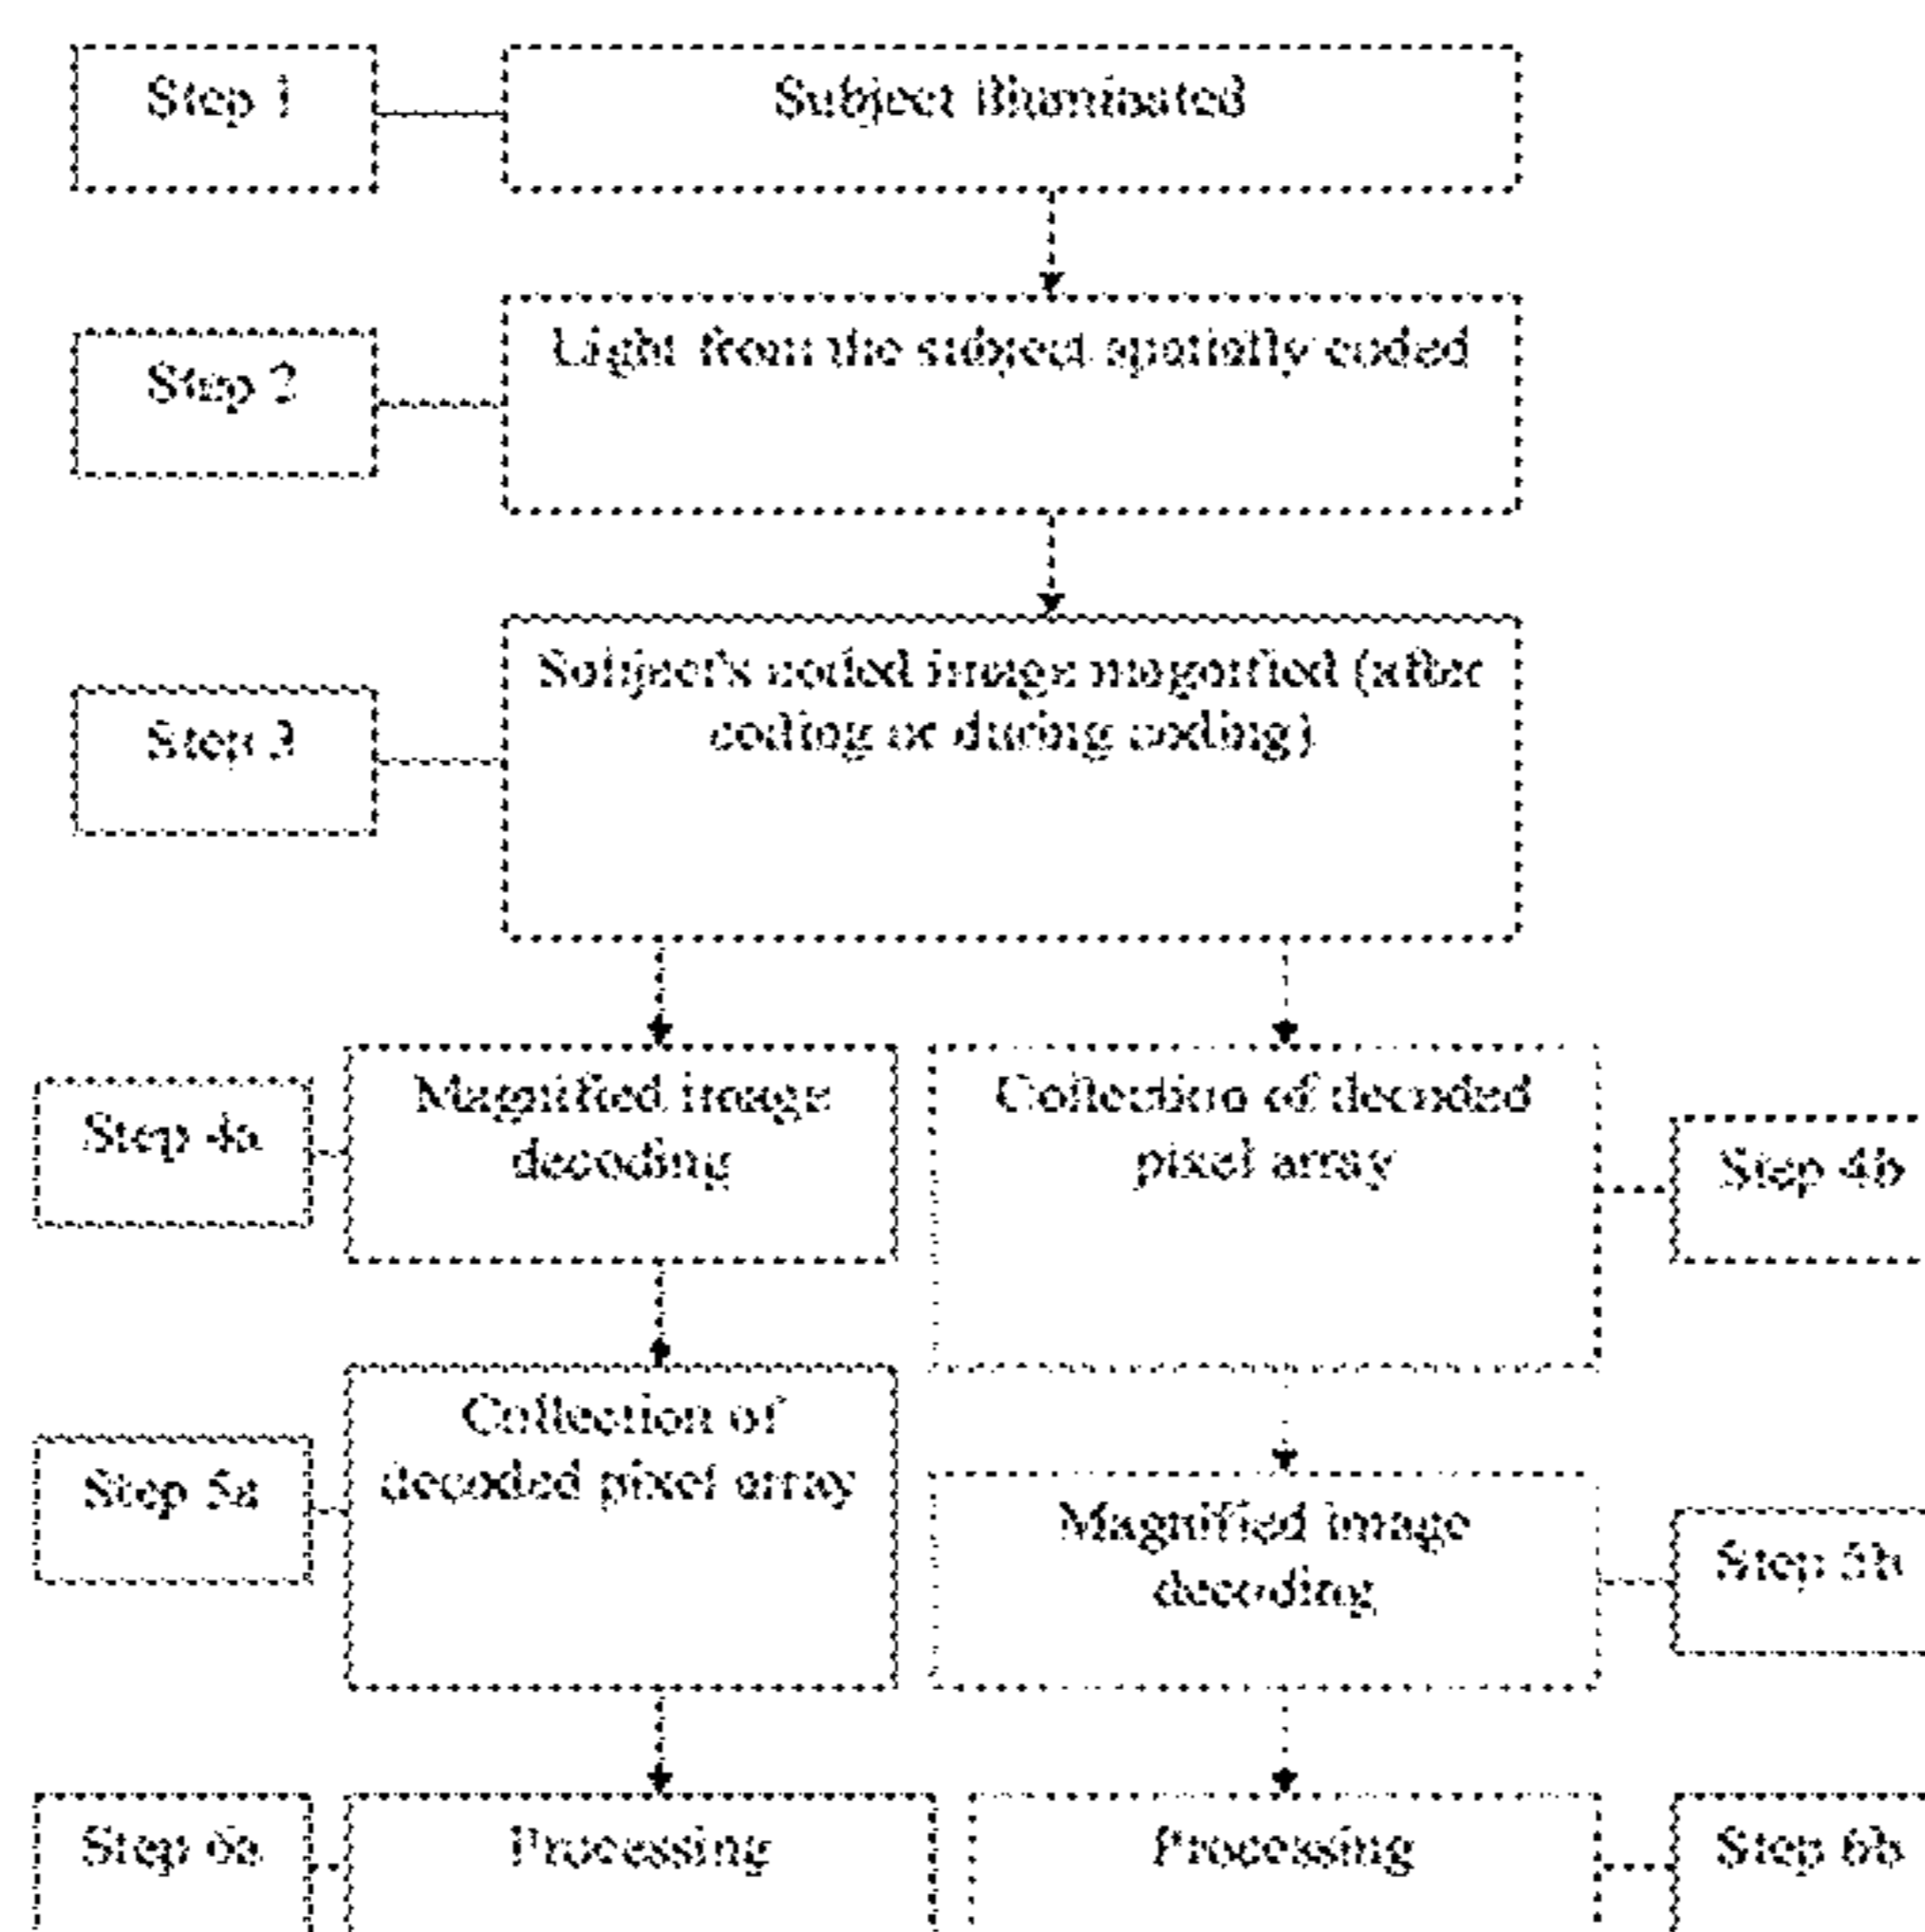 Step 1
Subject illuminated
Step 2
Light from the subject spatially coded
Step 3
Subject's coded image magnified (after
coding or during coding)
Step 4a
Magnified image
decoding
Collection of decoded
pixel array
Step 4b
Step 5a
Collection of
decoded pixel array
Magnified image
decoding
Step 5b
Step 6a
Processing
Processing
Step 6b